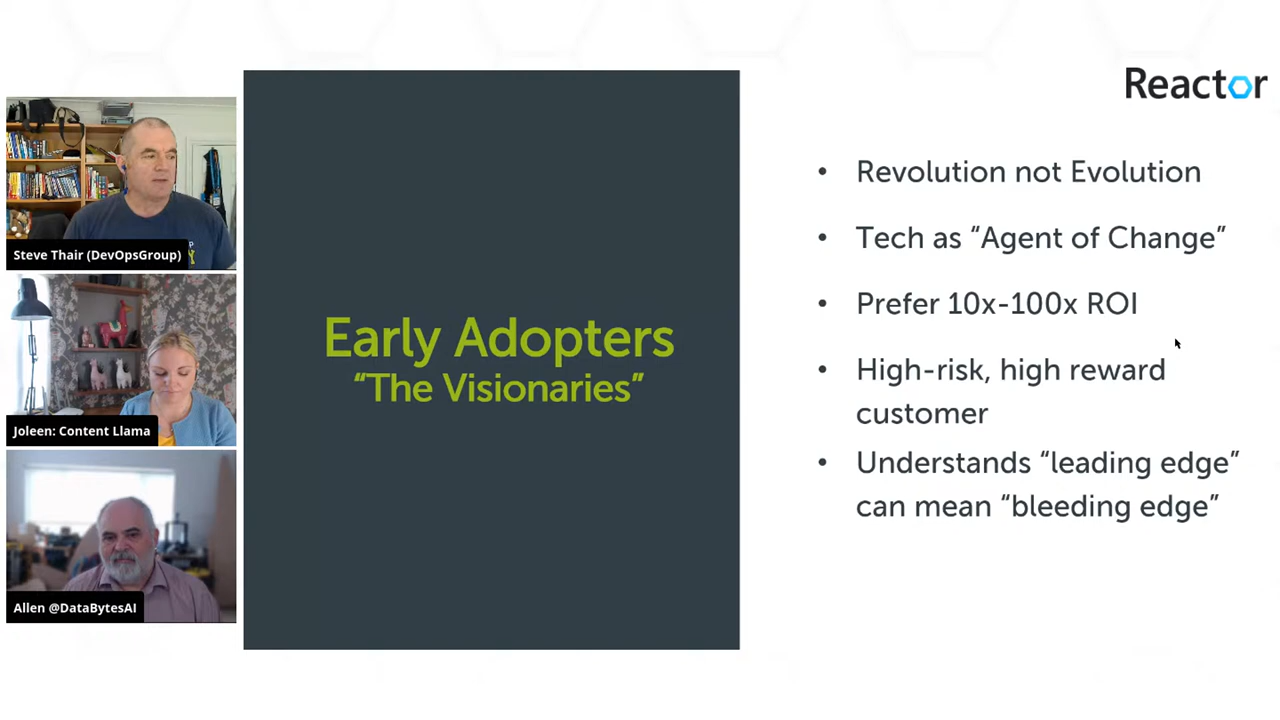 Reactor
Steve Thair (DevOpsGroup)
Joleen: Content Llama
Allen @DataBytesAI
Early Adopters
“The Visionaries”
• Revolution not Evolution
• Tech as “Agent of Change”
• Prefer 10x-100x ROI
• High-risk, high reward
customer
• Understands “leading edge”
can mean “bleeding edge”